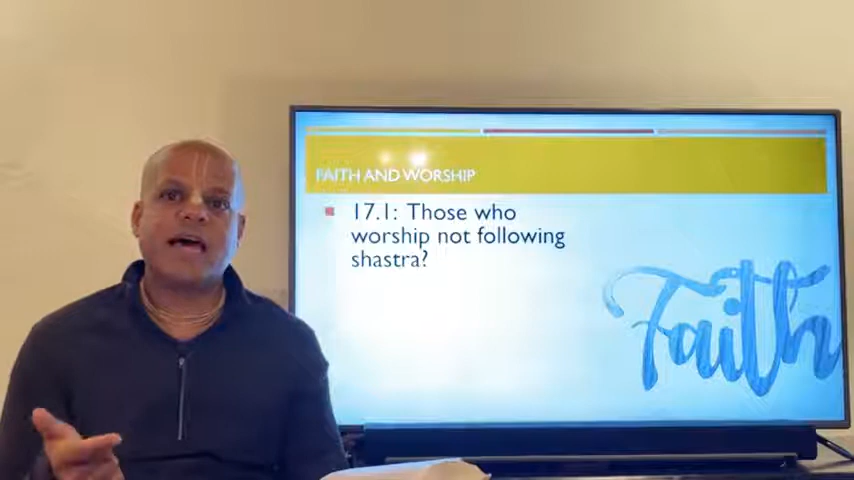 FAITH AND WORSHIP
17.1: Those who
worship not following
shastra?
Faith